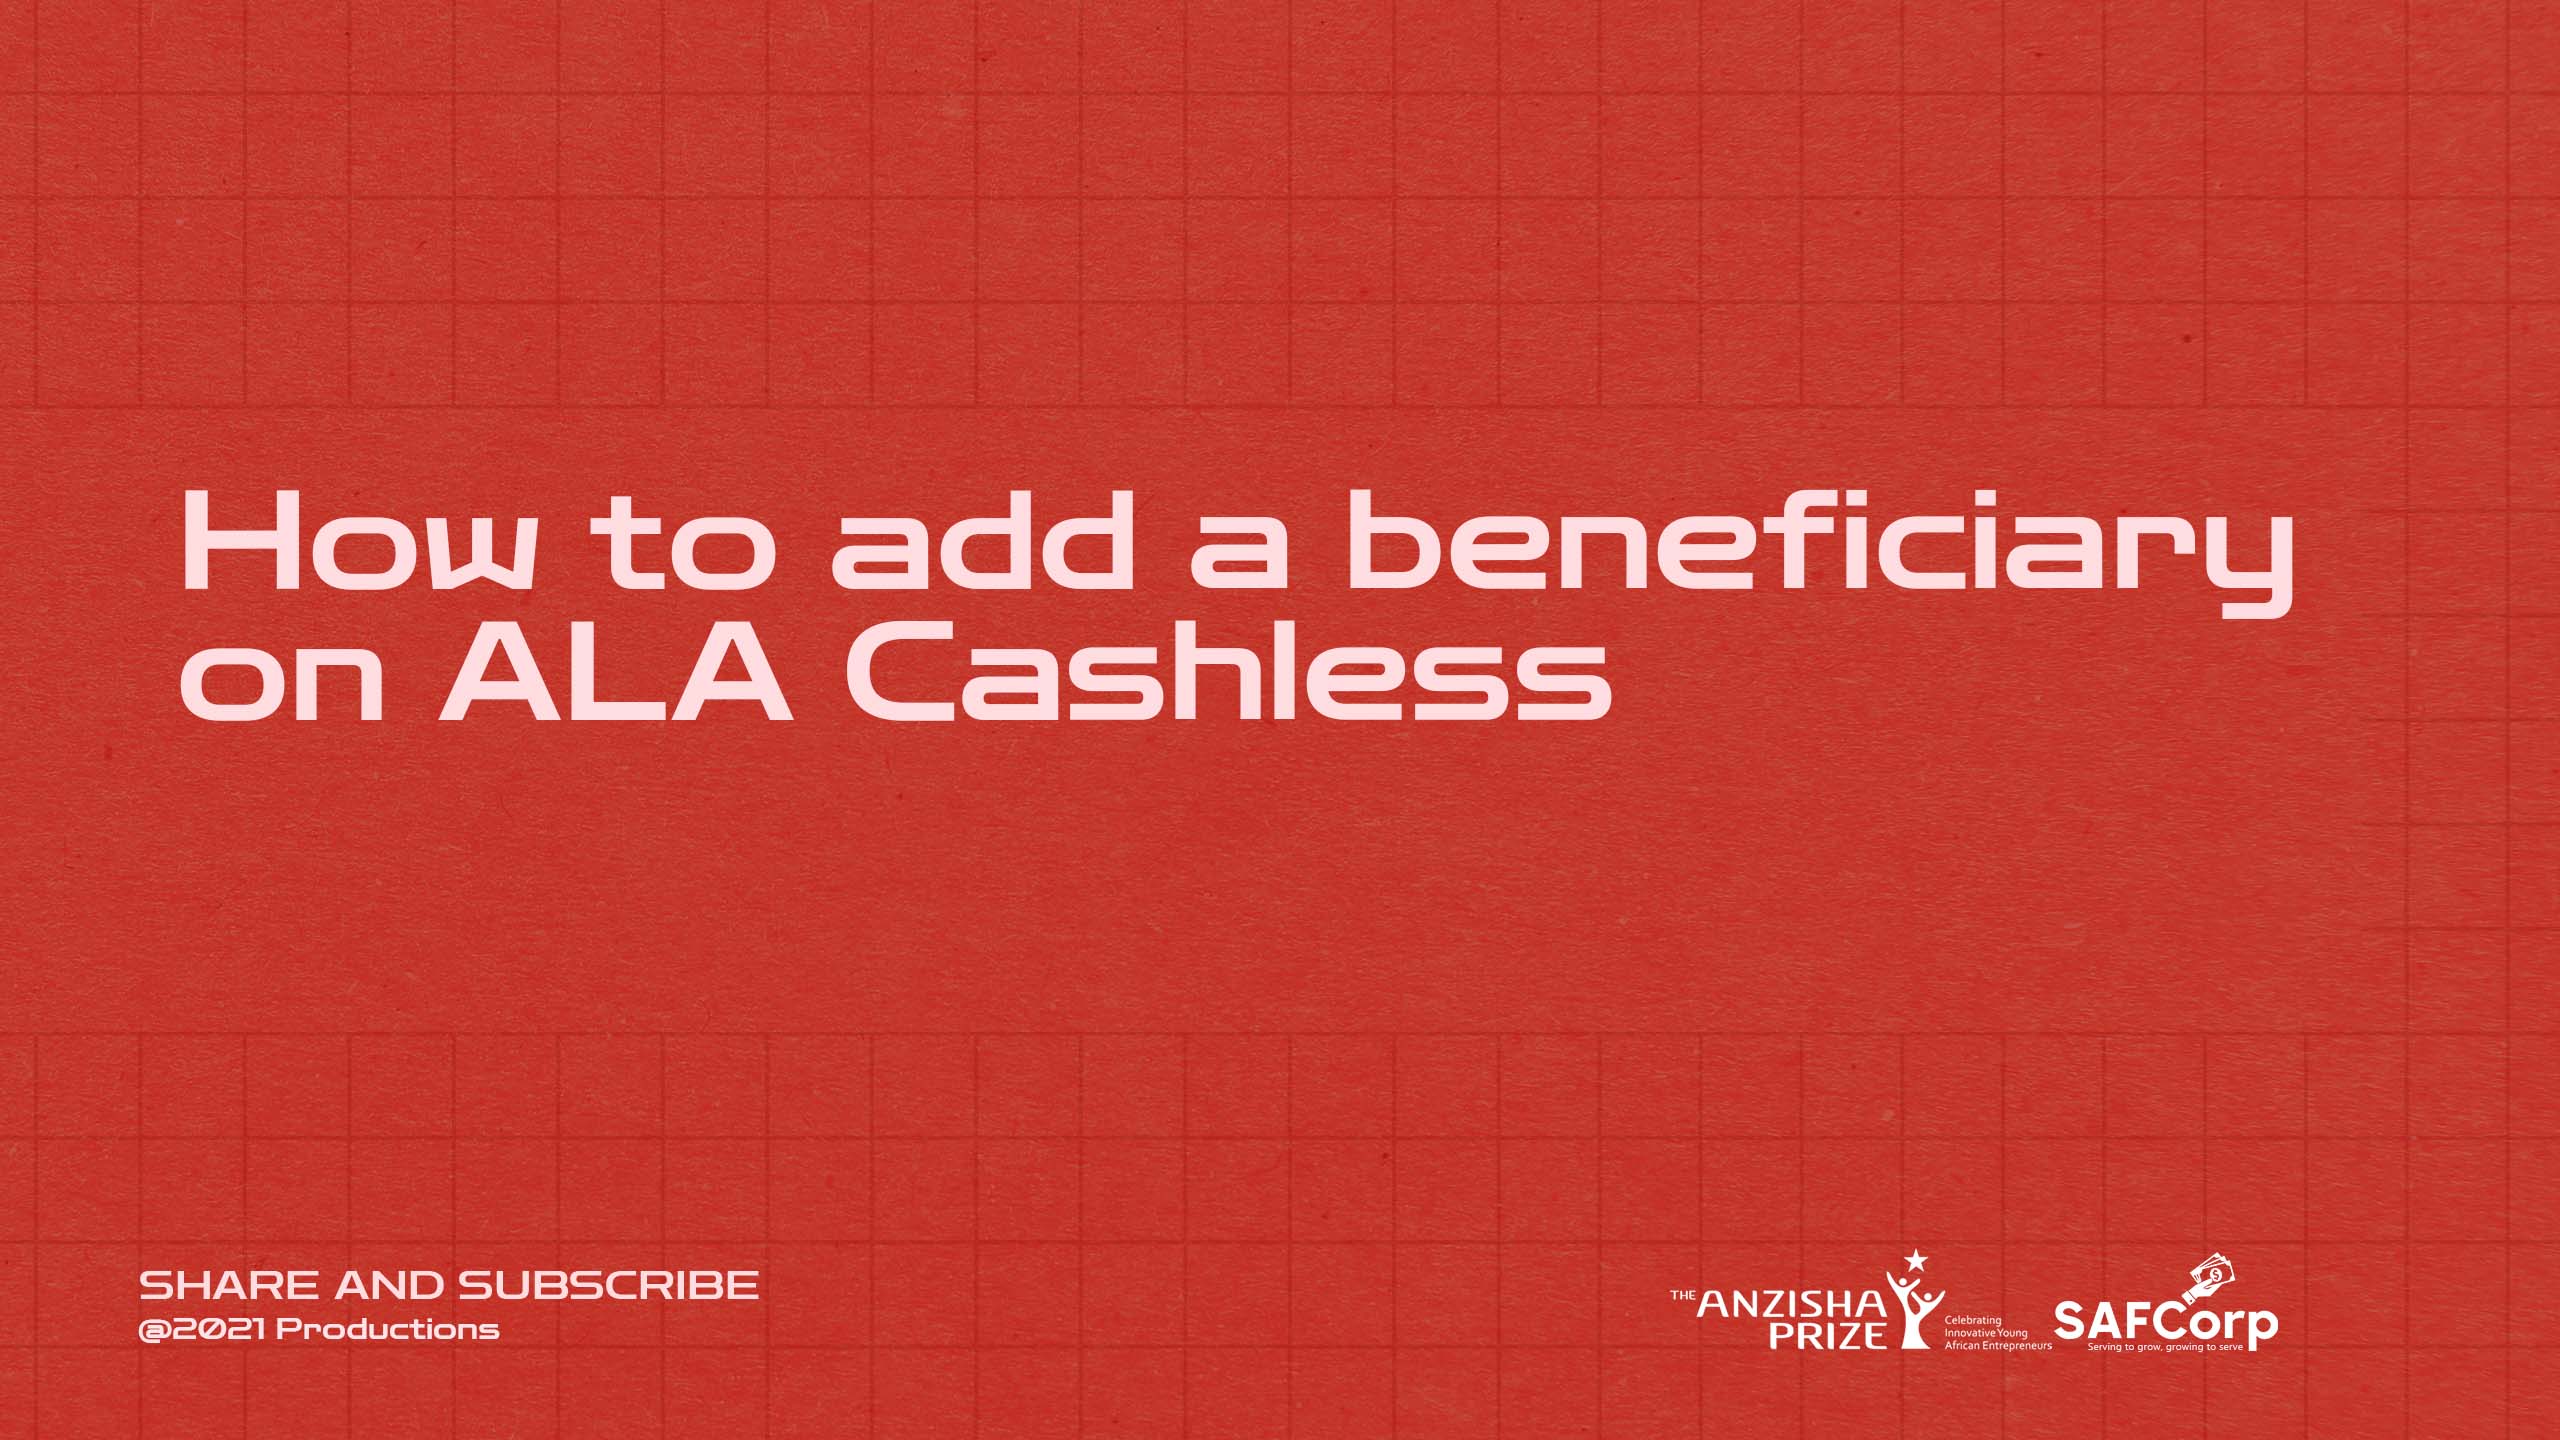 How to add a beneficiary
on ALA Cashless
SHARE AND SUBSCRIBE
@2021 Productions
THE ANZISHA
PRIZE
Celebrating
Innovative Young
African Entrepreneurs
SAFCorp
Serving to grow, growing to serve